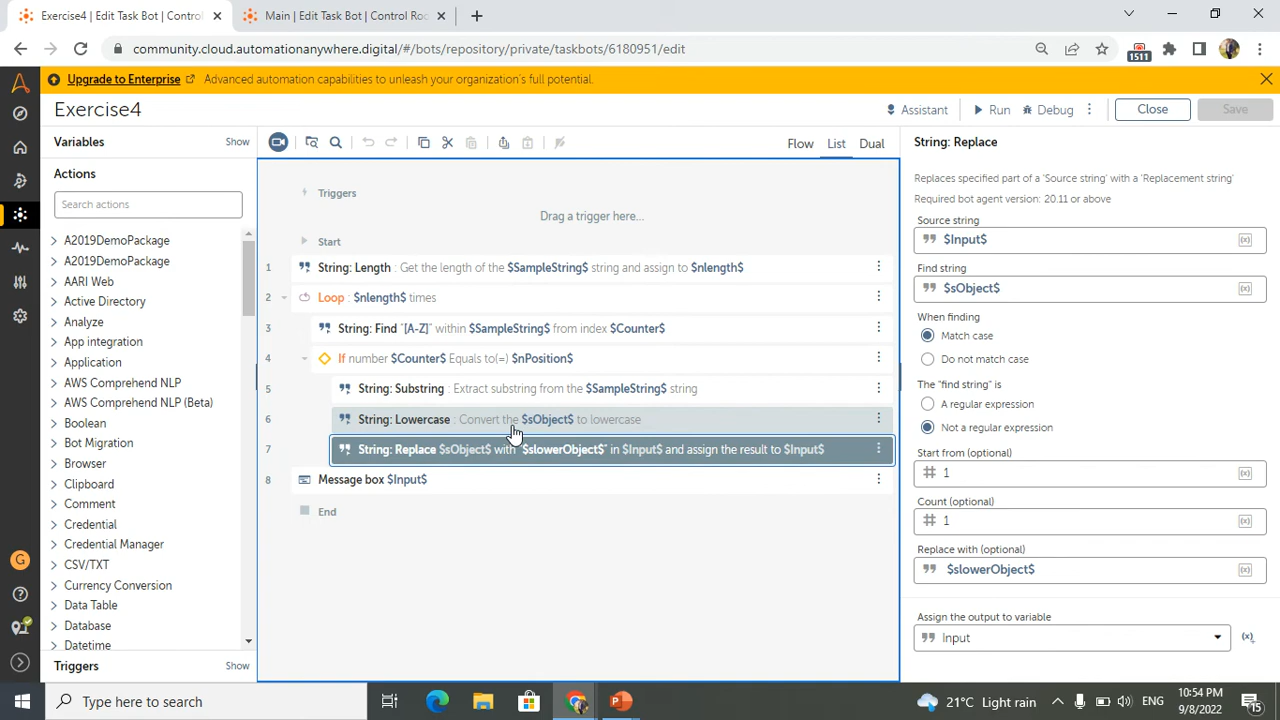 Exercise4 | Edit Task Bot | Control
Main | Edit Task Bot | Control Roo
community.cloud.automationanywhere.digital/#/bots/repository/private/taskbots/6180951/edit
1511
Upgrade to Enterprise
Advanced automation capabilities to unleash your organization's full potential.
Exercise4
Assistant
Run
Debug
Close
Save
Variables
Show
Actions
Search actions
A2019DemoPackage
A2019DemoPackage
AARI Web
Active Directory
Analyze
App integration
Application
AWS Comprehend NLP
AWS Comprehend NLP (Beta)
Boolean
Bot Migration
Browser
Clipboard
Comment
Credential
Credential Manager
CSV/TXT
Currency Conversion
Data Table
Database
Datetime
Triggers
Show
Flow
List
Dual
Triggers
Drag a trigger here...
Start
1 String: Length : Get the length of the $SampleString$ string and assign to $nlength$
2 Loop : $nlength$ times
3 String: Find "[A-Z]" within $SampleString$ from index $Counter$
4 If number $Counter$ Equals to(=) $nPosition$
5 String: Substring : Extract substring from the $SampleString$ string
6 String: Lowercase : Convert the $sObject$ to lowercase
7 String: Replace $sObject$ with "$slowerObject$" in $Input$ and assign the result to $Input$
8 Message box $Input$
End
String: Replace
Replaces specified part of a 'Source string' with a 'Replacement string'
Required bot agent version: 20.11 or above
Source string
$Input$
(x)
Find string
$sObject$
(x)
When finding
Match case
Do not match case
The "find string" is
A regular expression
Not a regular expression
Start from (optional)
# 1
(x)
Count (optional)
# 1
(x)
Replace with (optional)
$slowerObject$
(x)
Assign the output to variable
Input
(x)
G
Type here to search
21°C Light rain
ENG
10:54 PM
9/8/2022
15